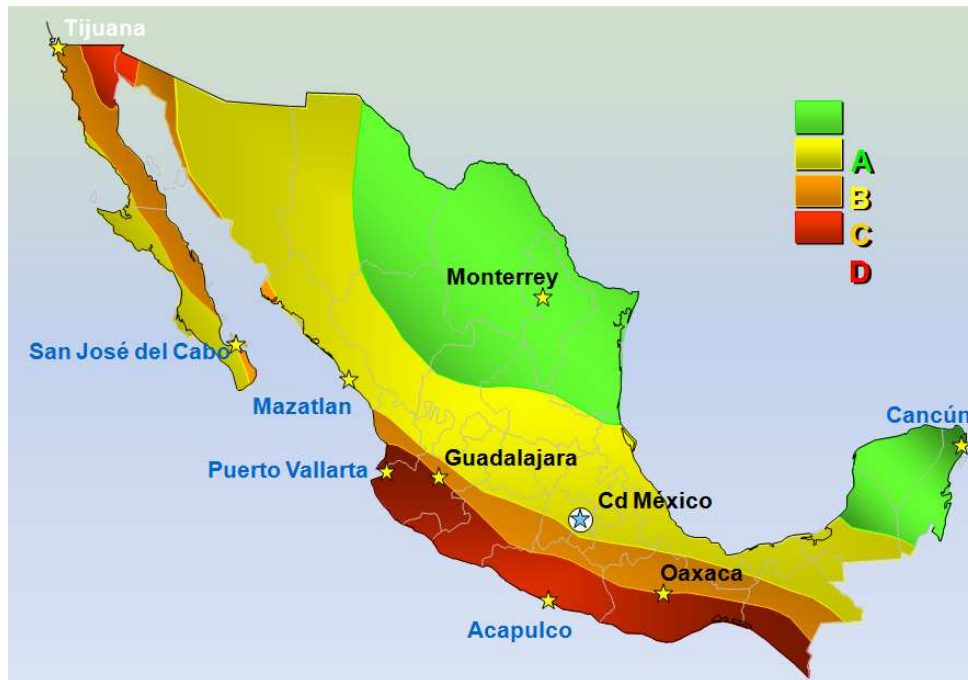 Tijuana
A
B
C
D
Monterrey
San José del Cabo
Mazatlan
Cancún
Puerto Vallarta
Guadalajara
Cd México
Oaxaca
Acapulco